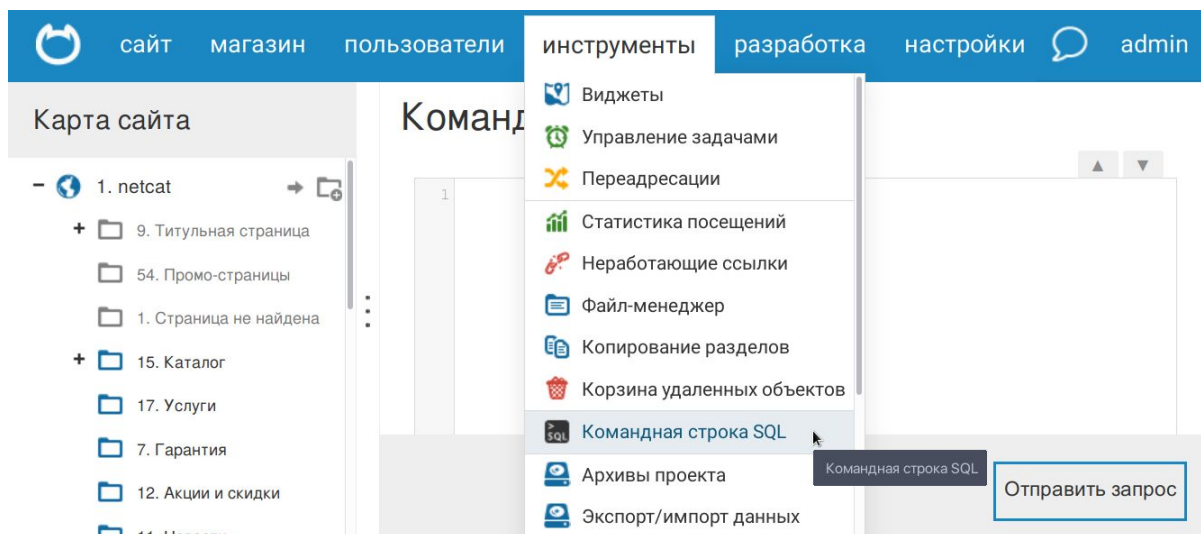 сайт магазин пользователи инструменты разработка настройки admin
Карта сайта
1. netcat
9. Титульная страница
54. Промо-страницы
1. Страница не найдена
15. Каталог
17. Услуги
7. Гарантия
12. Акции и скидки
Команд
1
Виджеты
Управление задачами
Переадресации
Статистика посещений
Неработающие ссылки
Файл-менеджер
Копирование разделов
Корзина удаленных объектов
SQL
Командная строка SQL
Архивы проекта
Экспорт/импорт данных
Командная строка SQL
Отправить запрос